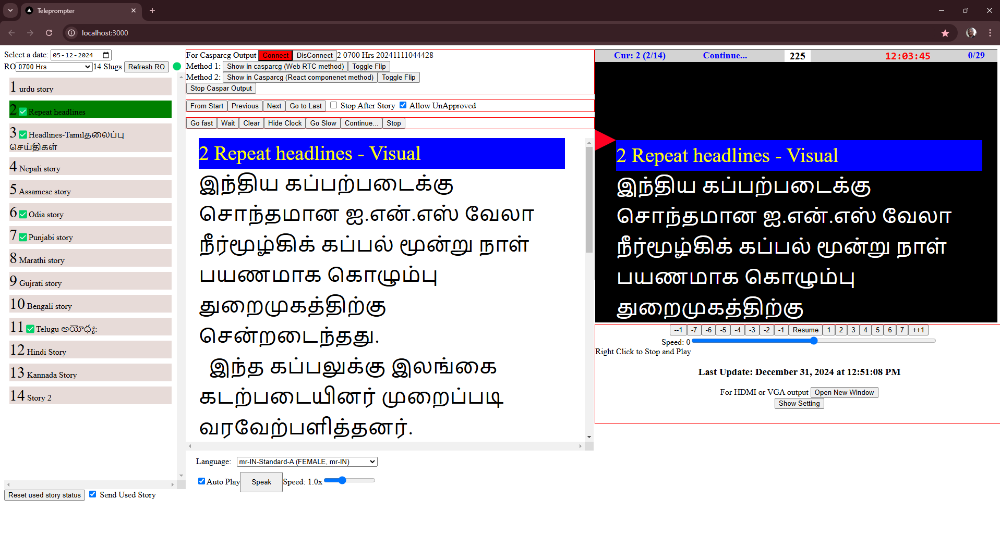 Teleprompter
localhost:3000
Select a date: 05-12-2024
RO 0700 Hrs 14 Slugs Refresh RO
1 urdu story
2 ✅ Repeat headlines
3 ✅ Headlines-Tamilதலைப்பு
செய்திகள்
4 Nepali story
5 Assamese story
6 ✅ Odia story
7 ✅ Punjabi story
8 Marathi story
9 Gujrati story
10 Bengali story
11 ✅ Telugu అయోధ్య:
12 Hindi Story
13 Kannada Story
14 Story 2
Reset used story status Send Used Story
For Casparcg Output Connect DisConnect 2 0700 Hrs 20241111044428
Method 1: Show in casparcg (Web RTC method) Toggle Flip
Method 2: Show in Casparcg (React componenet method) Toggle Flip
Stop Caspar Output
From Start Previous Next Go to Last Stop After Story Allow UnApproved
Go fast Wait Clear Hide Clock Go Slow Continue... Stop
2 Repeat headlines - Visual
இந்திய கப்பற்படைக்கு
சொந்தமான ஐ.என்.எஸ் வேலா
நீர்மூழ்கிக் கப்பல் மூன்று நாள்
பயணமாக கொழும்பு
துறைமுகத்திற்கு
சென்றடைந்தது.
இந்த கப்பலுக்கு இலங்கை
கடற்படையினர் முறைப்படி
வரவேற்பளித்தனர்.
Language: mr-IN-Standard-A (FEMALE, mr-IN)
Auto Play Speak Speed: 1.0x
Cur: 2 (2/14) Continue... 225 12:03:45 0/29
2 Repeat headlines - Visual
இந்திய கப்பற்படைக்கு
சொந்தமான ஐ.என்.எஸ் வேலா
நீர்மூழ்கிக் கப்பல் மூன்று நாள்
பயணமாக கொழும்பு
துறைமுகத்திற்கு
--1 -7 -6 -5 -4 -3 -2 -1 Resume 1 2 3 4 5 6 7 ++1
Speed: 0
Right Click to Stop and Play
Last Update: December 31, 2024 at 12:51:08 PM
For HDMI or VGA output Open New Window
Show Setting